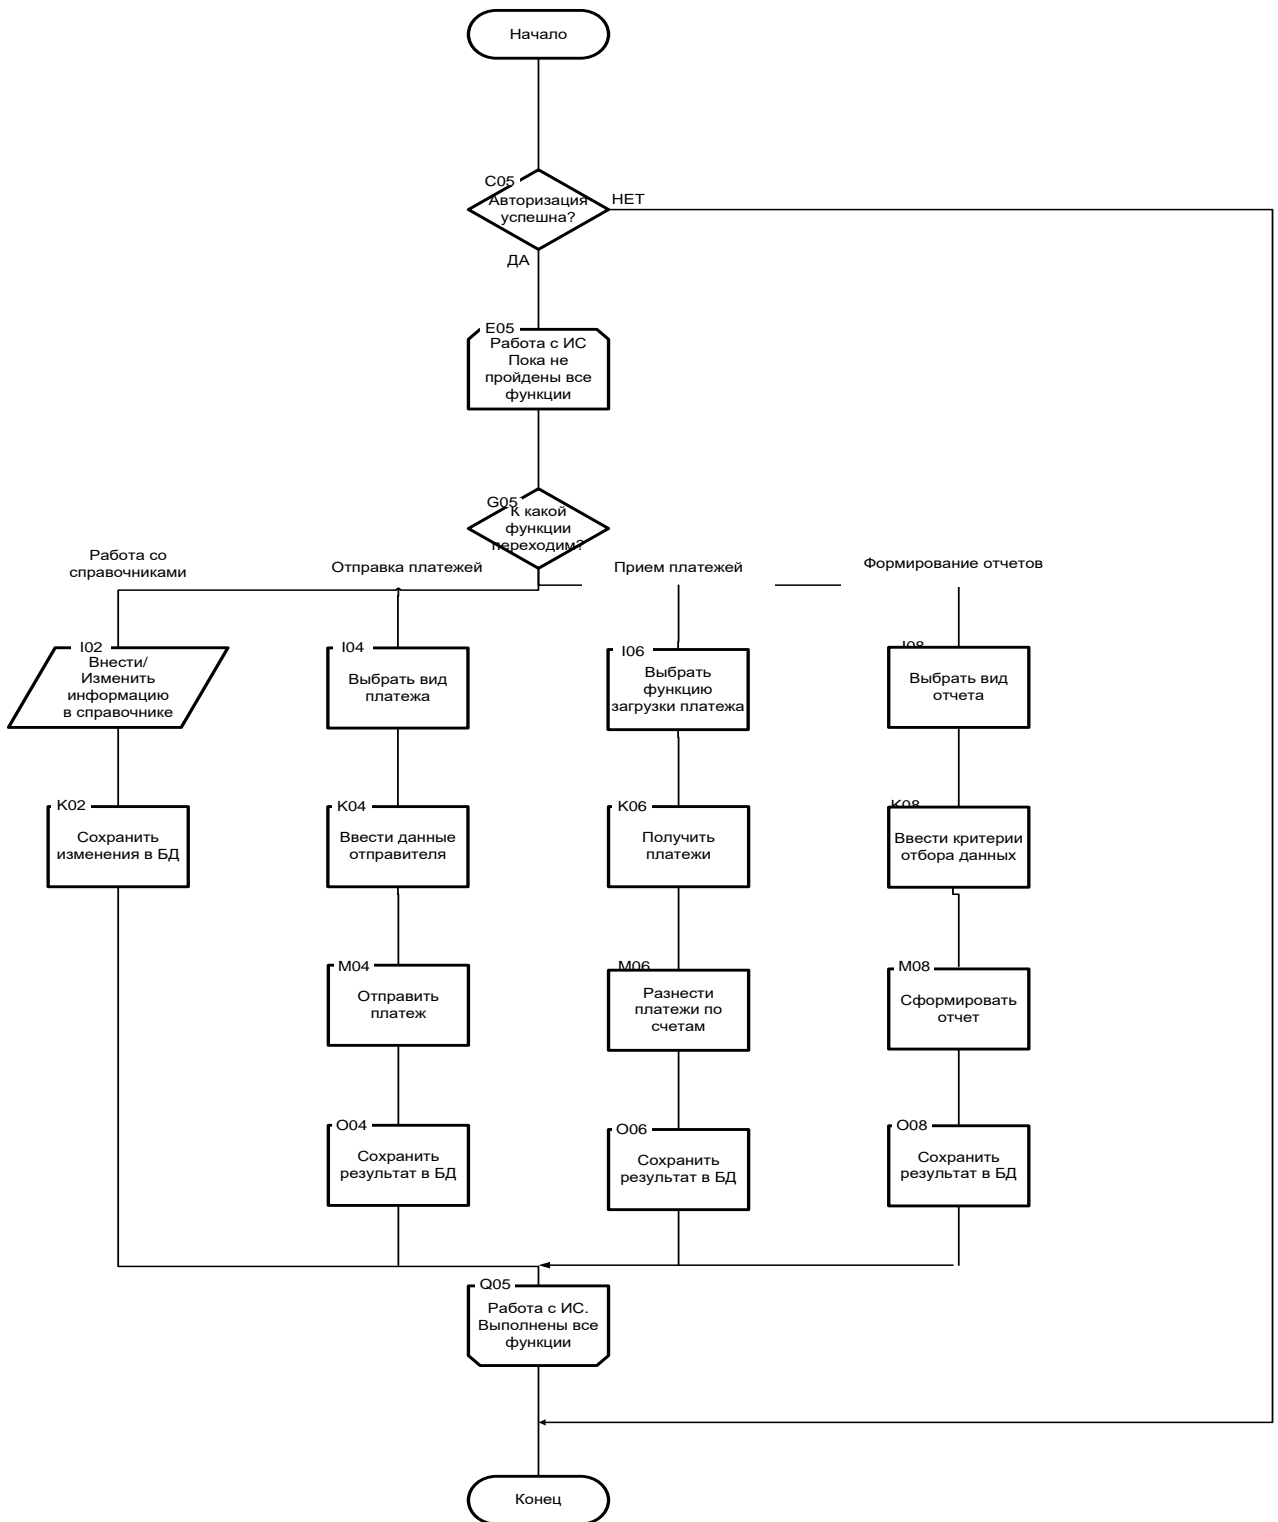 Начало
C05
Авторизация
успешна?
НЕТ
ДА
E05
Работа с ИС
Пока не
пройдены все
функции
G05
К какой
функции
переходим?
Работа со
справочниками
Отправка платежей
Прием платежей
Формирование отчетов
I02
Внести/
Изменить
информацию
в справочнике
I04
Выбрать вид
платежа
I06
Выбрать
функцию
загрузки платежа
I08
Выбрать вид
отчета
K02
Сохранить
изменения в БД
K04
Ввести данные
отправителя
K06
Получить
платежи
K08
Ввести критерии
отбора данных
M04
Отправить
платеж
M06
Разнести
платежи по
счетам
M08
Сформировать
отчет
O04
Сохранить
результат в БД
O06
Сохранить
результат в БД
O08
Сохранить
результат в БД
Q05
Работа с ИС.
Выполнены все
функции
Конец